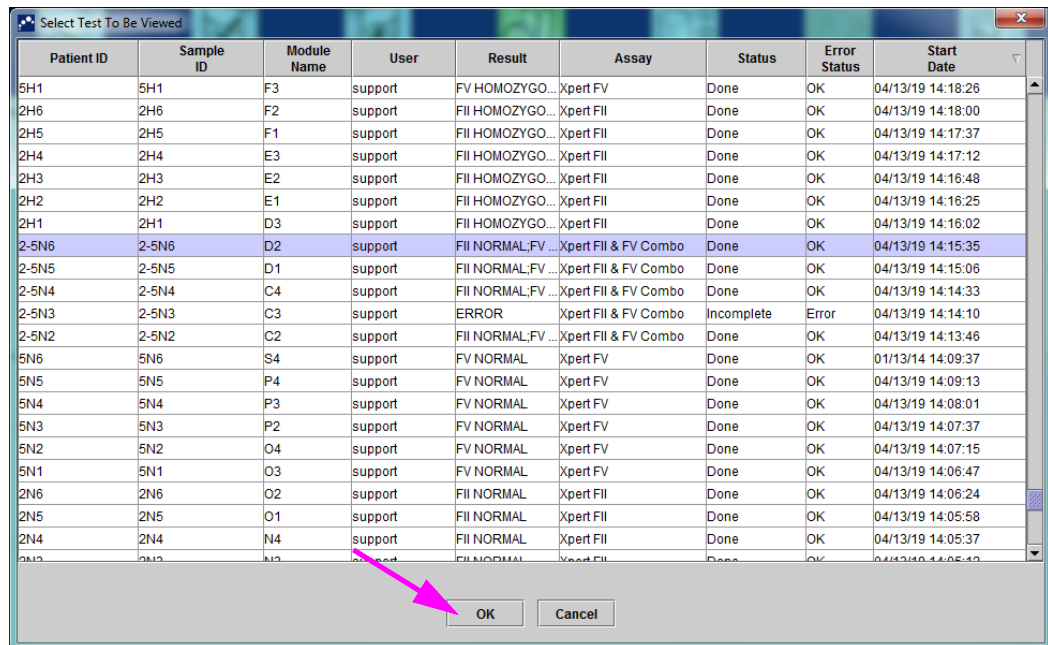 Select Test To Be Viewed
Patient ID Sample ID Module Name User Result Assay Status Error Status Start Date
5H1 5H1 F3 support FV HOMOZYGO... Xpert FV Done OK 04/13/19 14:18:26
2H6 2H6 F2 support FII HOMOZYGO... Xpert FII Done OK 04/13/19 14:18:00
2H5 2H5 F1 support FII HOMOZYGO... Xpert FII Done OK 04/13/19 14:17:37
2H4 2H4 E3 support FII HOMOZYGO... Xpert FII Done OK 04/13/19 14:17:12
2H3 2H3 E2 support FII HOMOZYGO... Xpert FII Done OK 04/13/19 14:16:48
2H2 2H2 E1 support FII HOMOZYGO... Xpert FII Done OK 04/13/19 14:16:25
2H1 2H1 D3 support FII HOMOZYGO... Xpert FII Done OK 04/13/19 14:16:02
2-5N6 2-5N6 D2 support FII NORMAL;FV ... Xpert FII & FV Combo Done OK 04/13/19 14:15:35
2-5N5 2-5N5 D1 support FII NORMAL;FV ... Xpert FII & FV Combo Done OK 04/13/19 14:15:06
2-5N4 2-5N4 C4 support FII NORMAL;FV ... Xpert FII & FV Combo Done OK 04/13/19 14:14:33
2-5N3 2-5N3 C3 support ERROR Xpert FII & FV Combo Incomplete Error 04/13/19 14:14:10
2-5N2 2-5N2 C2 support FII NORMAL;FV ... Xpert FII & FV Combo Done OK 04/13/19 14:13:46
5N6 5N6 S4 support FV NORMAL Xpert FV Done OK 01/13/14 14:09:37
5N5 5N5 P4 support FV NORMAL Xpert FV Done OK 04/13/19 14:09:13
5N4 5N4 P3 support FV NORMAL Xpert FV Done OK 04/13/19 14:08:01
5N3 5N3 P2 support FV NORMAL Xpert FV Done OK 04/13/19 14:07:37
5N2 5N2 O4 support FV NORMAL Xpert FV Done OK 04/13/19 14:07:15
5N1 5N1 O3 support FV NORMAL Xpert FV Done OK 04/13/19 14:06:47
2N6 2N6 O2 support FII NORMAL Xpert FII Done OK 04/13/19 14:06:24
2N5 2N5 O1 support FII NORMAL Xpert FII Done OK 04/13/19 14:05:58
2N4 2N4 N4 support FII NORMAL Xpert FII Done OK 04/13/19 14:05:37
OK Cancel